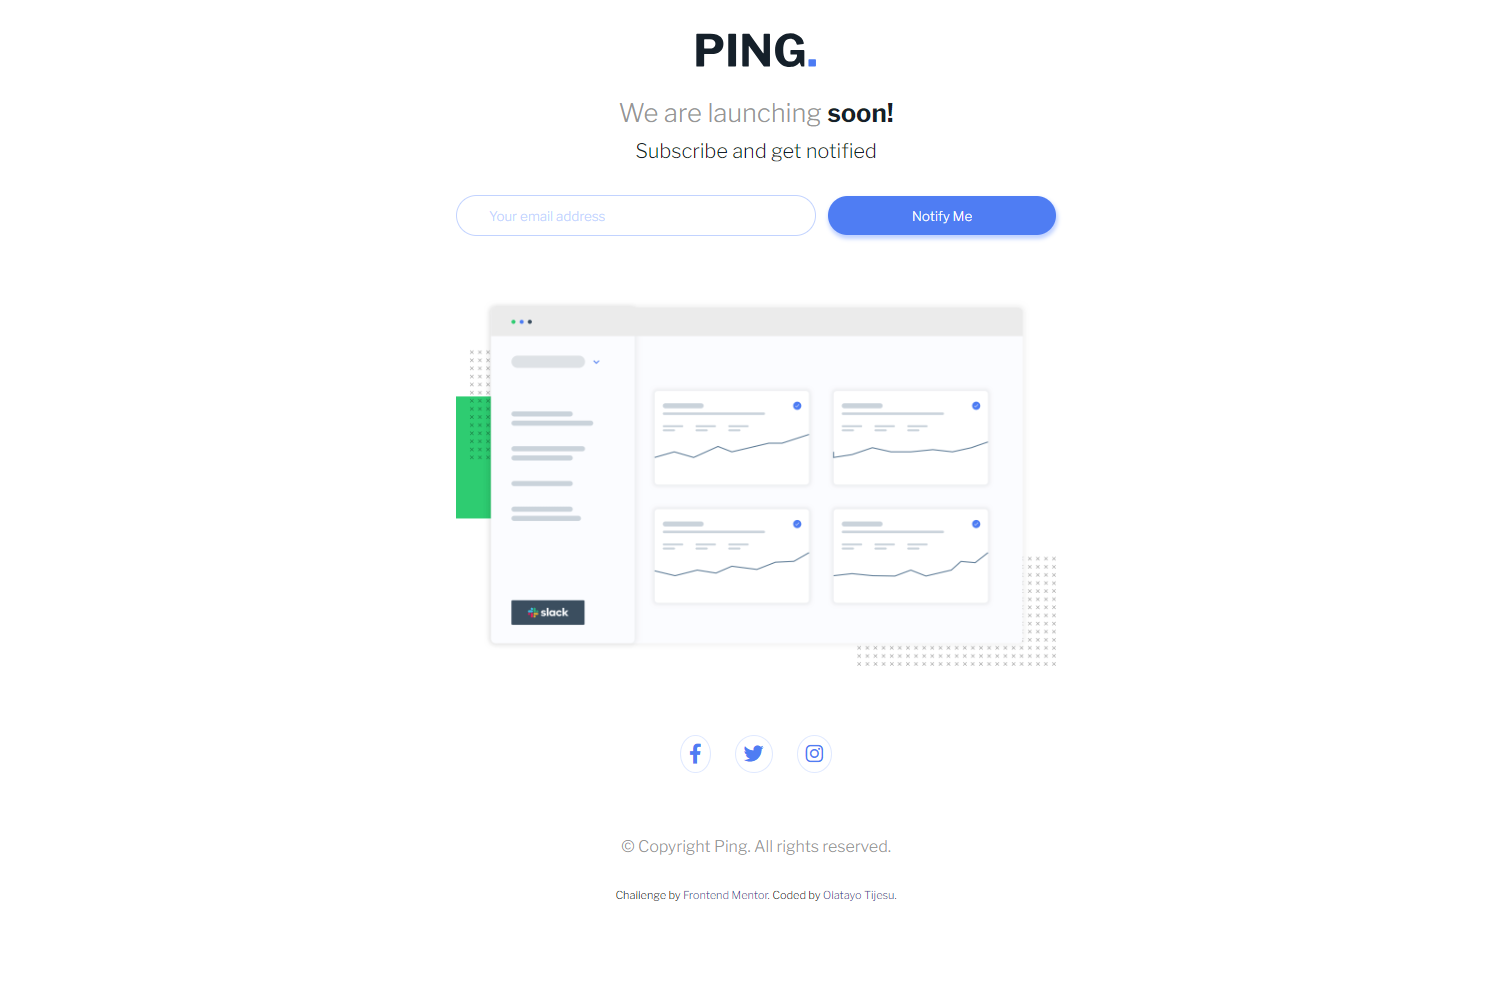 PING.
We are launching soon!
Subscribe and get notified
Your email address
Notify Me
slack
© Copyright Ping. All rights reserved.
Challenge by Frontend Mentor. Coded by Olatayo Tijesu.